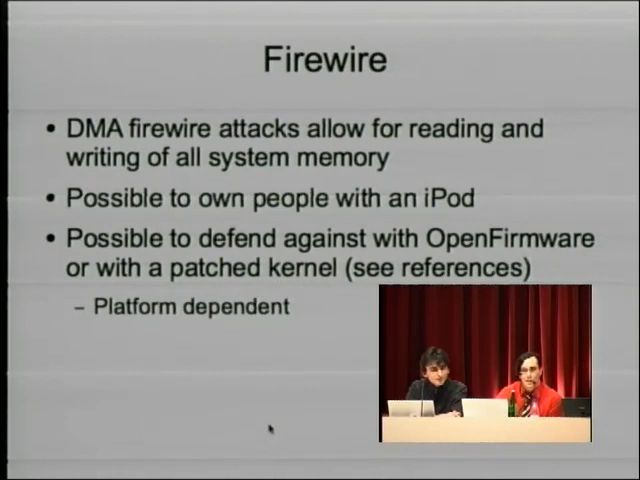 Firewire
• DMA firewire attacks allow for reading and
writing of all system memory
• Possible to own people with an iPod
• Possible to defend against with OpenFirmware
or with a patched kernel (see references)
– Platform dependent